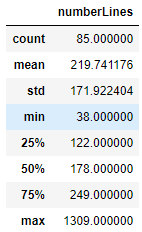 numberLines
count 85.000000
mean 219.741176
std 171.922404
min 38.000000
25% 122.000000
50% 178.000000
75% 249.000000
max 1309.000000